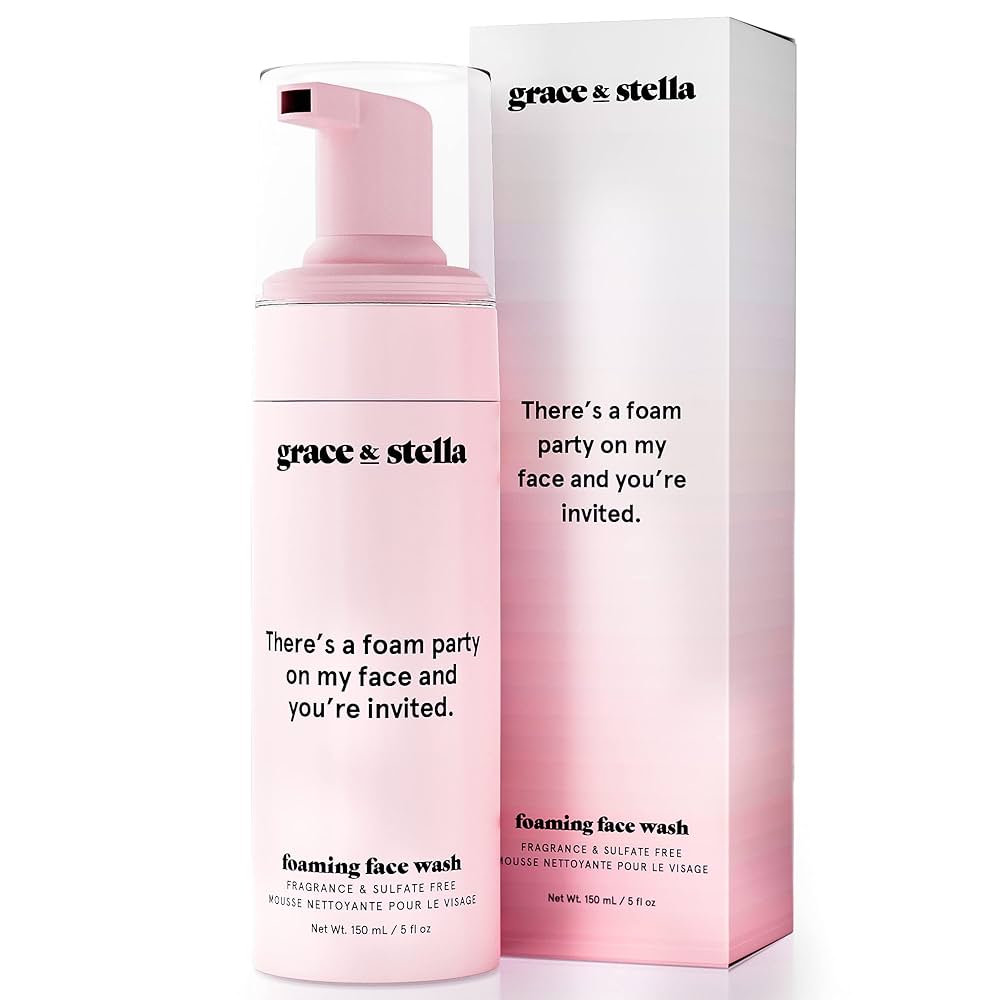 grace & stella
There's a foam party
on my face and
you're invited.
foaming face wash
FRAGRANCE & SULFATE FREE
MOUSSE NETTOYANTE POUR LE VISAGE
Net Wt. 150 mL / 5 fl oz
grace & stella
There's a foam
party on my
face and you're
invited.
foaming face wash
FRAGRANCE & SULFATE FREE
MOUSSE NETTOYANTE POUR LE VISAGE
Net Wt. 150 mL / 5 fl oz